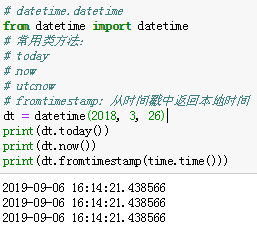 # datetime.datetime
from datetime import datetime
# 常用类方法:
# today
# now
# utcnow
# fromtimestamp: 从时间戳中返回本地时间
dt = datetime(2018, 3, 26)
print(dt.today())
print(dt.now())
print(dt.fromtimestamp(time.time()))
2019-09-06 16:14:21.438566
2019-09-06 16:14:21.438566
2019-09-06 16:14:21.438566